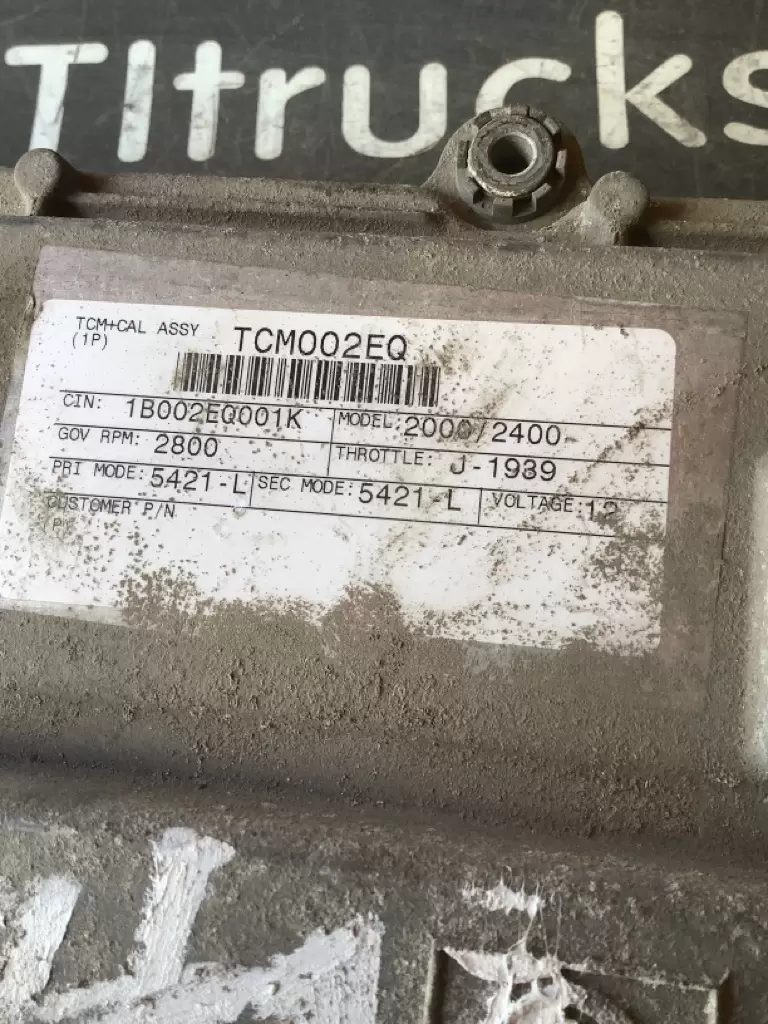 TItrucks
TCM+CAL ASSY TCM002EQ
(1P)
CIN: 1B002EQ001K MODEL: 2000/2400
GOV RPM: 2800 THROTTLE: J-1939
PRI MODE: 5421-L SEC MODE: 5421-L VOLTAGE: 12
CUSTOMER P/N
(P)